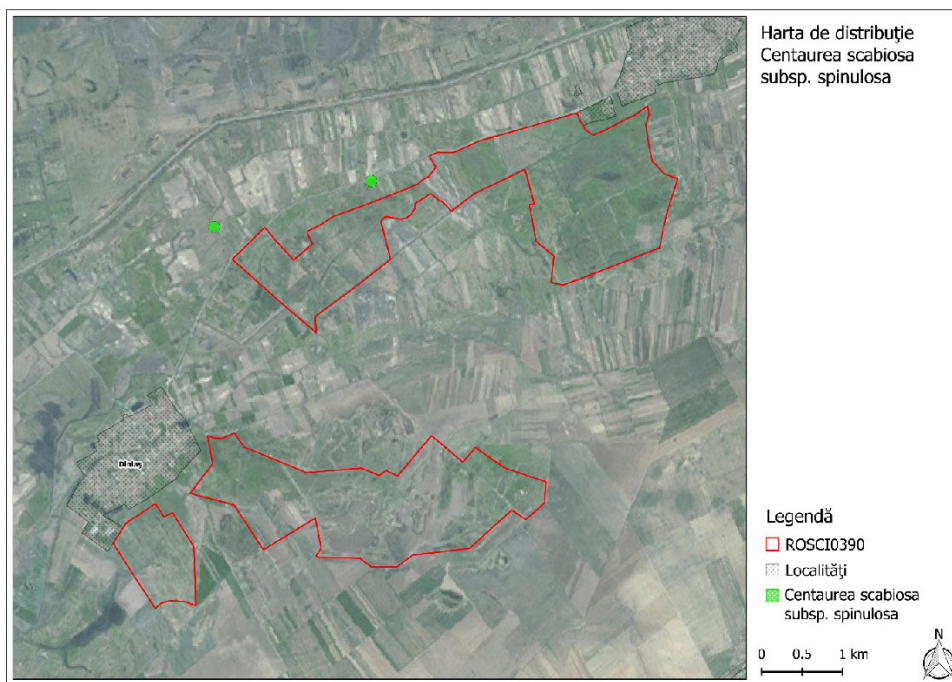 Harta de distribuţie
Centaurea scabiosa
subsp. spinulosa
Diniaş
Legendă
ROSCI0390
Localităţi
Centaurea scabiosa
subsp. spinulosa
0 0.5 1 km
N